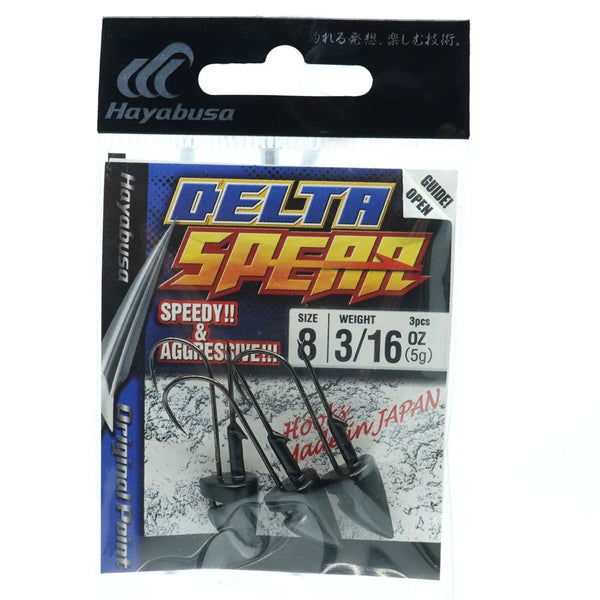 釣れる発想、楽しむ技術。
Hayabusa
GUIDE!
OPEN
DELTA
SPEAR
Hayabusa
SPEEDY!!
&
AGGRESSIVE!!!
SIZE
8
WEIGHT
3/16 OZ
(5g)
3pcs
Hooks
Made in JAPAN
Original Point